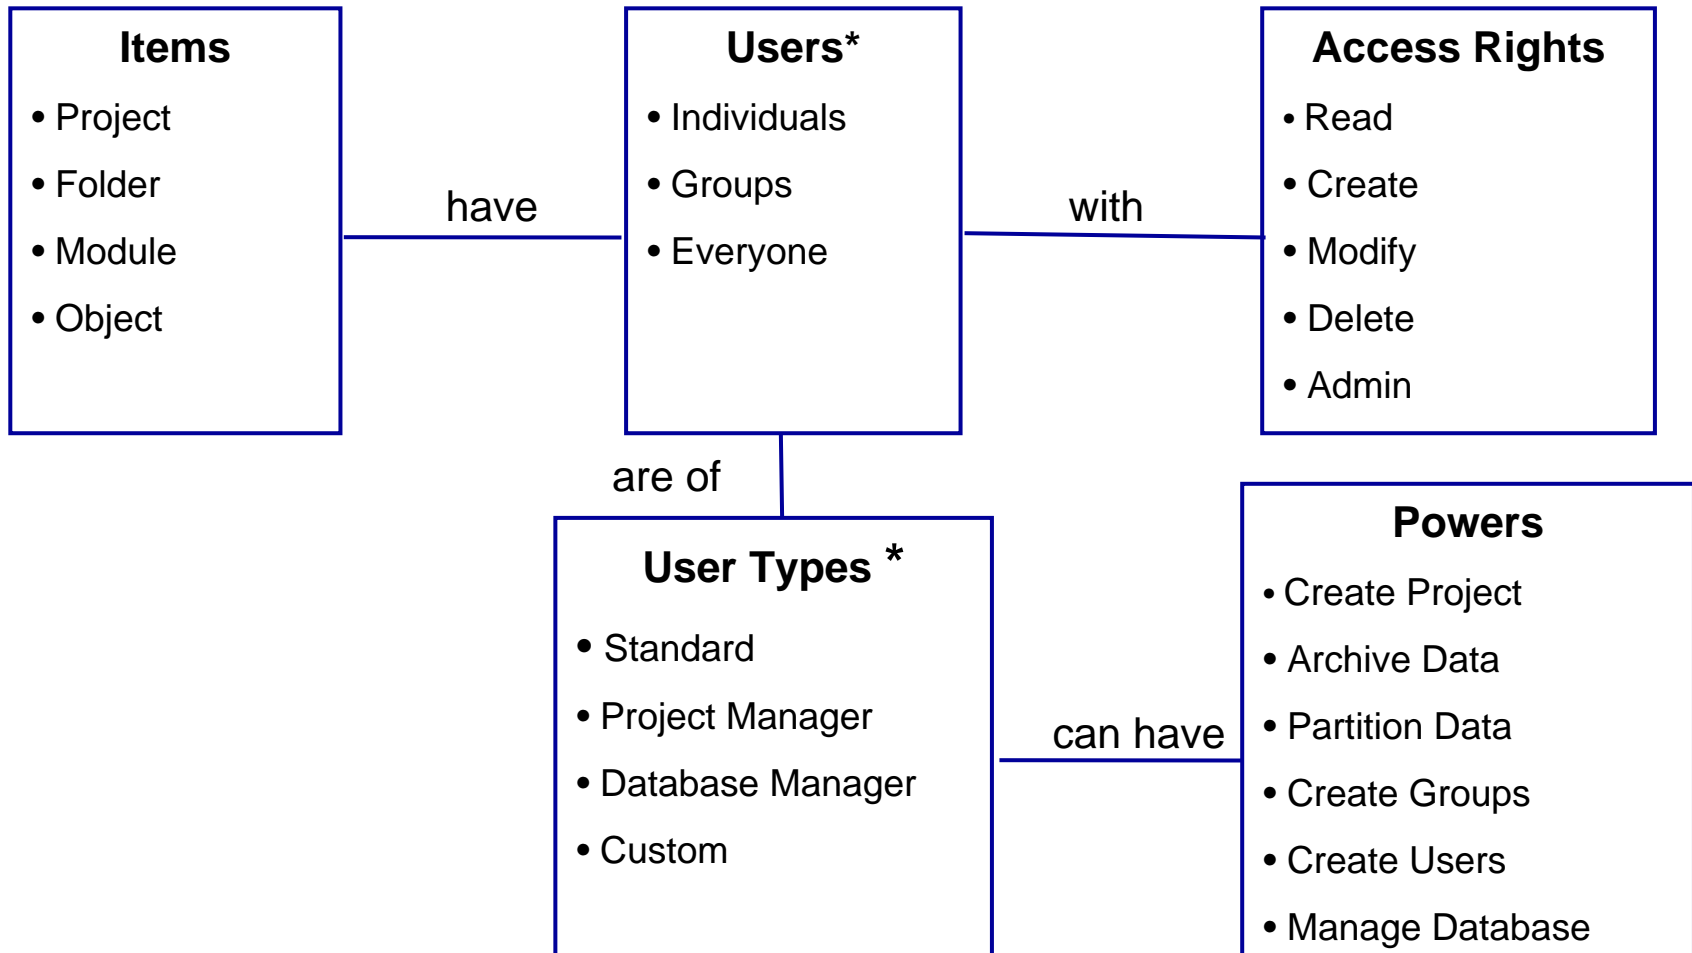 Items
• Project
• Folder
• Module
• Object
have
Users*
• Individuals
• Groups
• Everyone
with
Access Rights
• Read
• Create
• Modify
• Delete
• Admin
are of
User Types *
• Standard
• Project Manager
• Database Manager
• Custom
can have
Powers
• Create Project
• Archive Data
• Partition Data
• Create Groups
• Create Users
• Manage Database